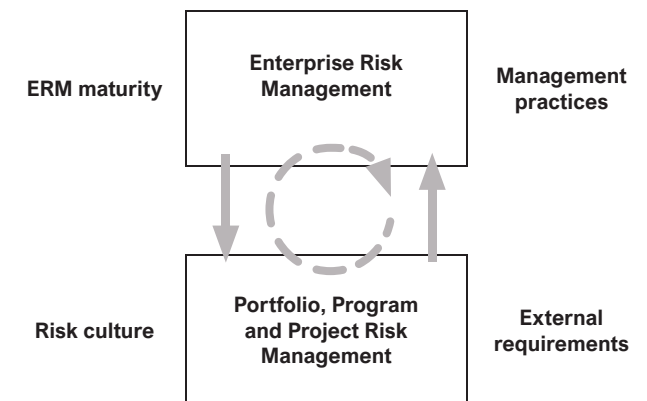 Enterprise Risk
Management
ERM maturity
Management
practices
Portfolio, Program
and Project Risk
Management
Risk culture
External
requirements